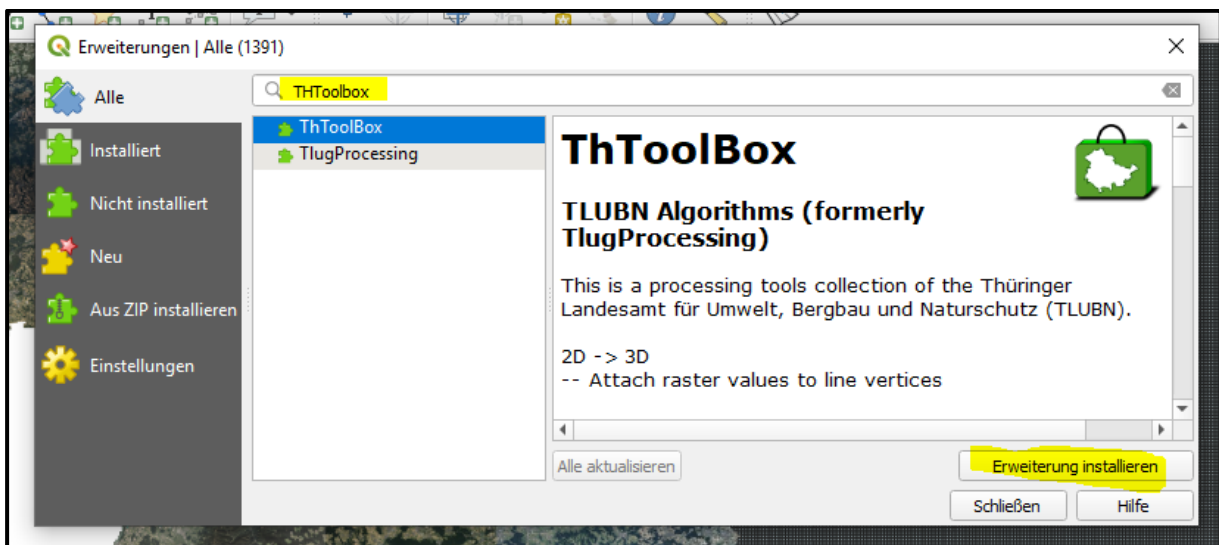 Erweiterungen | Alle (1391)
Alle
Installiert
Nicht installiert
Neu
Aus ZIP installieren
Einstellungen
THToolbox
ThToolBox
TlugProcessing
ThToolBox
TLUBN Algorithms (formerly
TlugProcessing)
This is a processing tools collection of the Thüringer
Landesamt für Umwelt, Bergbau und Naturschutz (TLUBN).
2D -> 3D
-- Attach raster values to line vertices
Alle aktualisieren
Erweiterung installieren
Schließen
Hilfe